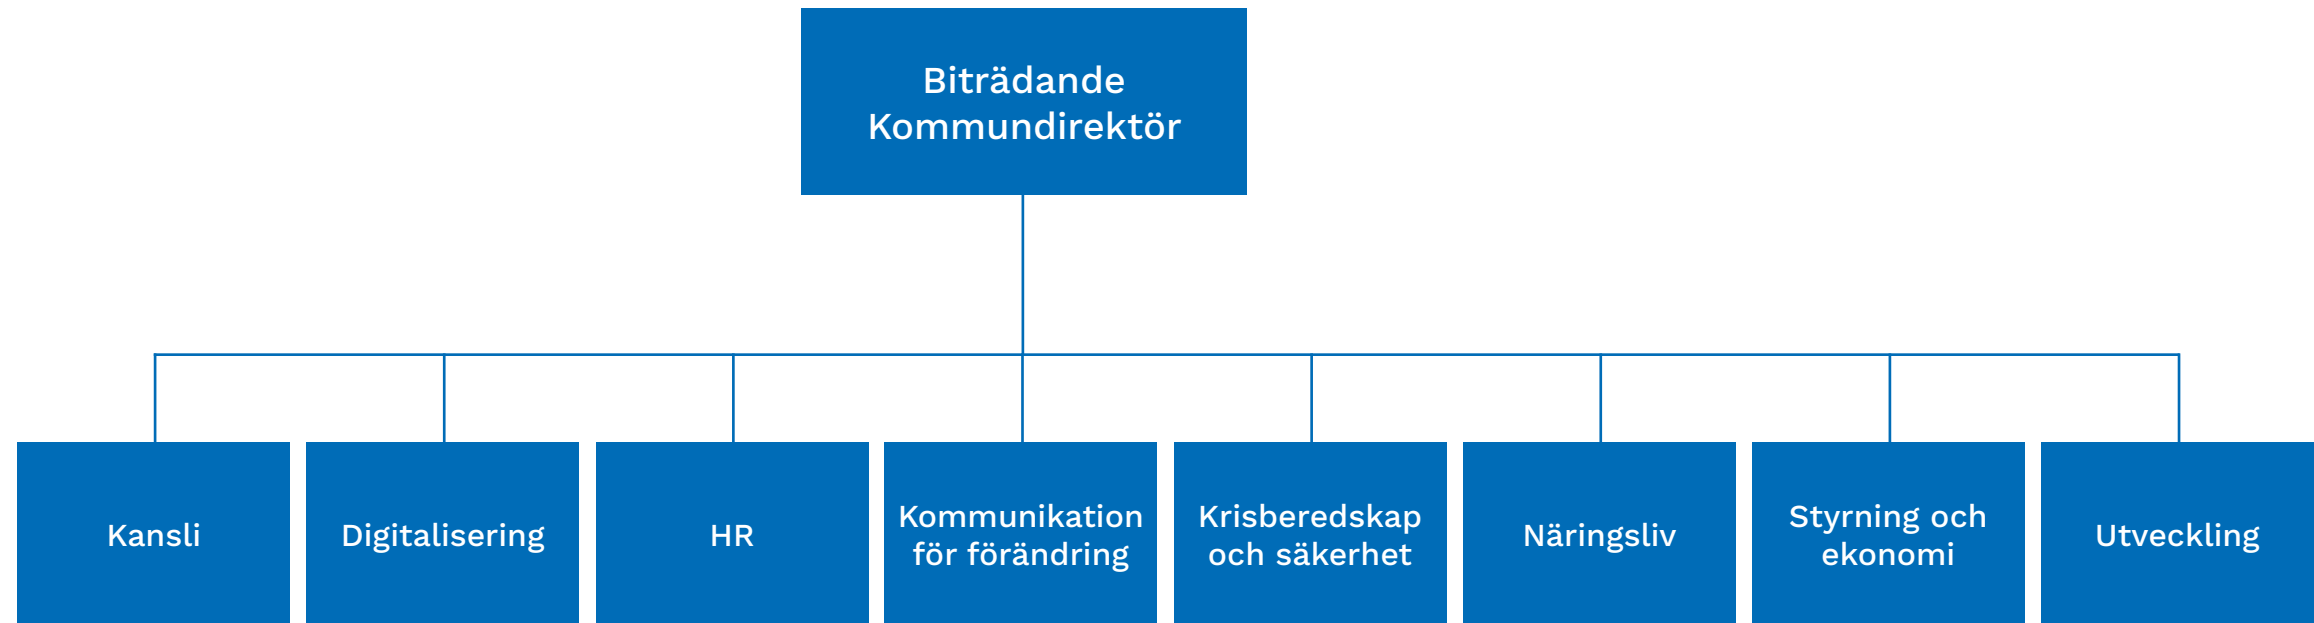 Biträdande
Kommundirektör
Kansli
Digitalisering
HR
Kommunikation
för förändring
Krisberedskap
och säkerhet
Näringsliv
Styrning och
ekonomi
Utveckling